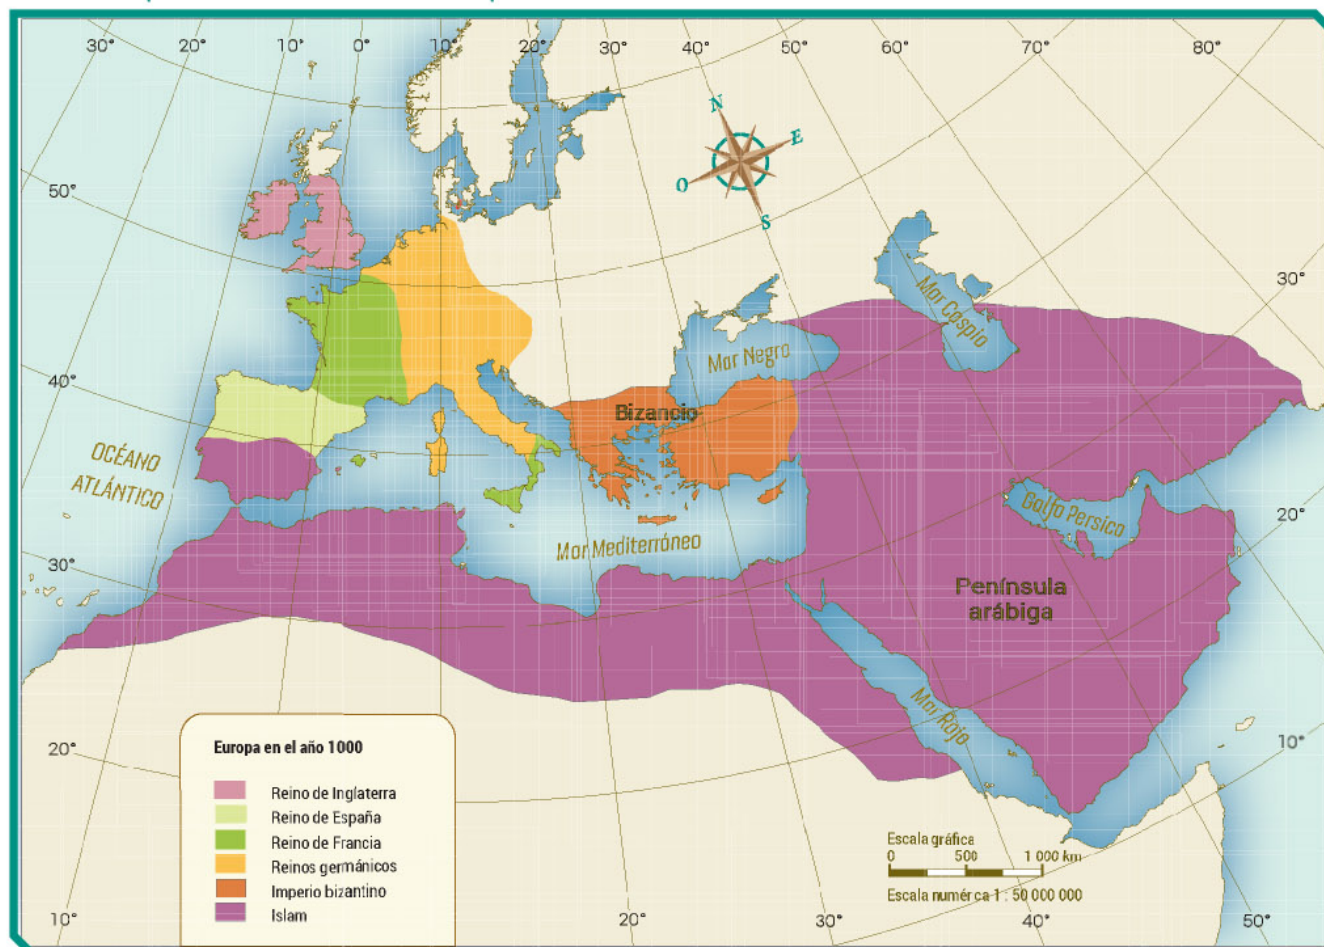 30° 20° 10° 0° 10° 20° 30° 40° 50° 60° 70° 80°
N
E
O
S
50°
40°
30°
20°
10°
30°
20°
10°
Mar Caspio
Mar Negro
Bizancio
OCÉANO
ATLÁNTICO
Golfo Persico
Mar Mediterráneo
Península
arábiga
Mar Rojo
Europa en el año 1000
Reino de Inglaterra
Reino de España
Reino de Francia
Reinos germánicos
Imperio bizantino
Islam
Escala gráfica
0 500 1 000 km
Escala numérca 1 : 50 000 000
20° 30° 40° 50°